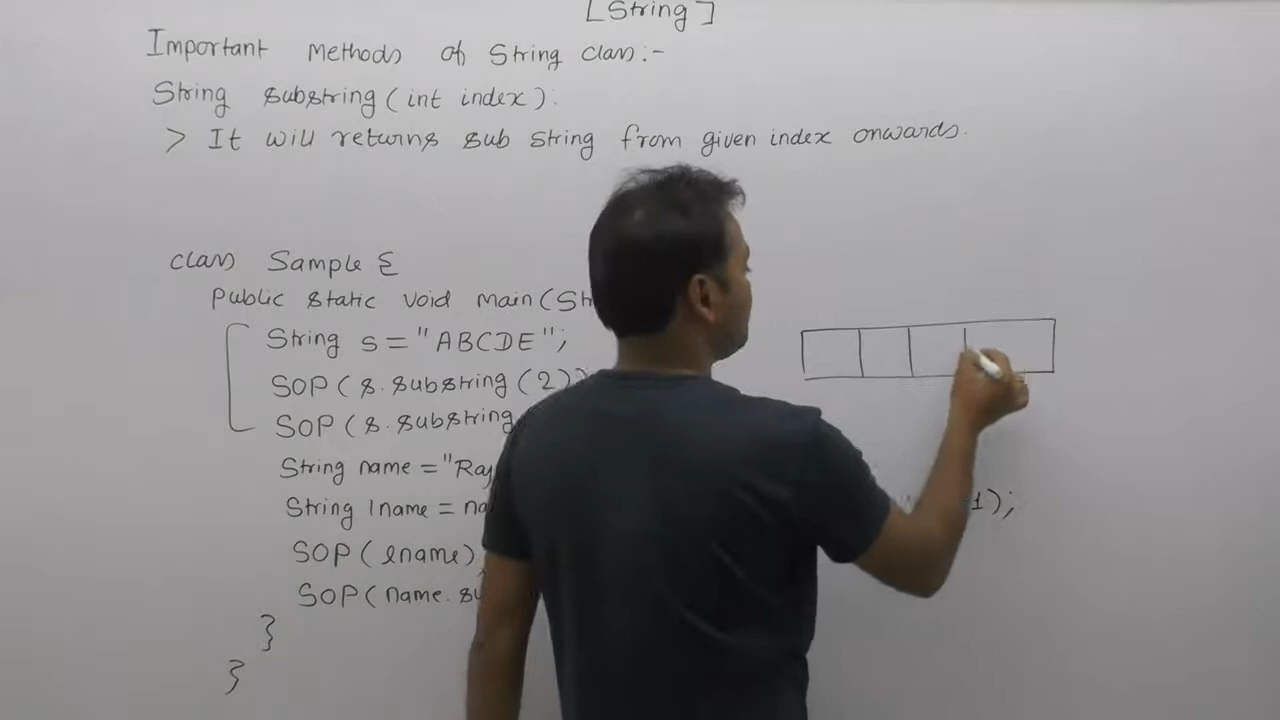 [String]
Important Methods of String class:-
String substring(int index):
> It will returns sub string from given index onwards.
class Sample {
Public static void main(St
String s="ABCDE";
SOP(s.substring(2))
SOP(s.substring
String name ="Raj
String lname = na
1);
SOP(lname)
SOP(name.su
}
}